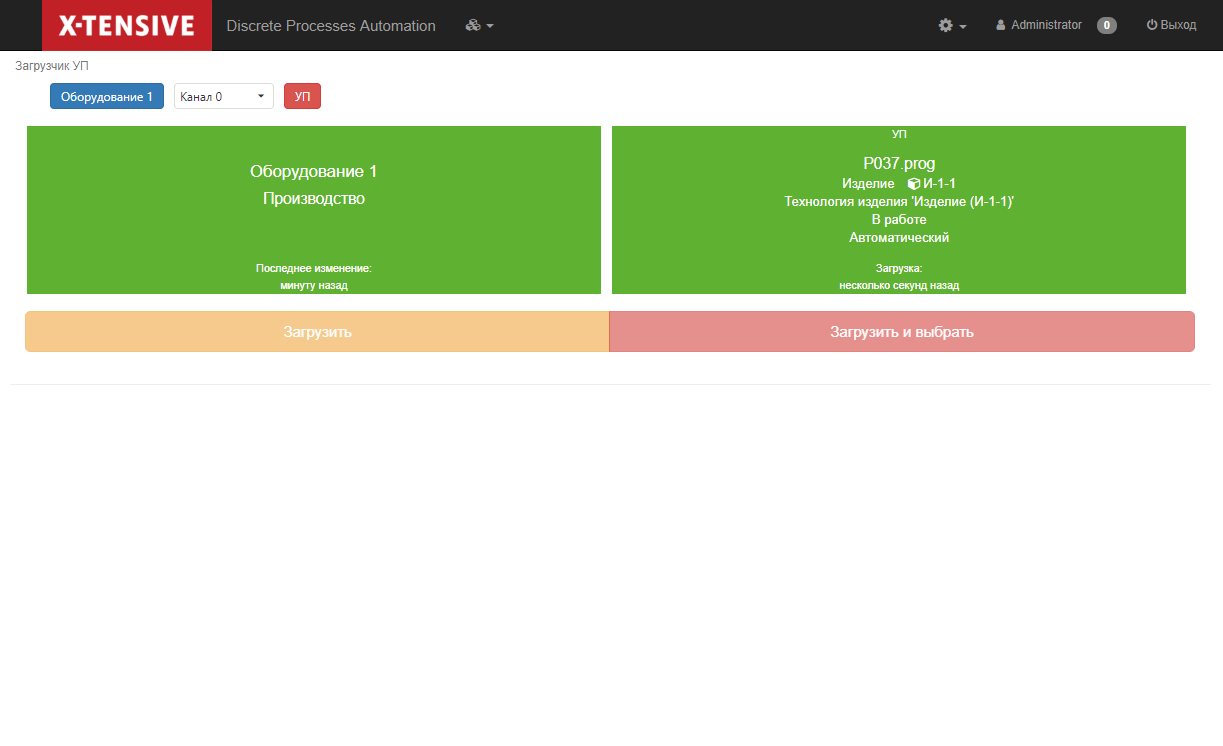 X-TENSIVE Discrete Processes Automation Administrator 0 Выход
Загрузчик УП
Оборудование 1 Канал 0 УП
Оборудование 1
Производство
Последнее изменение:
минуту назад
УП
P037.prog
Изделие И-1-1
Технология изделия 'Изделие (И-1-1)'
В работе
Автоматический
Загрузка:
несколько секунд назад
Загрузить Загрузить и выбрать